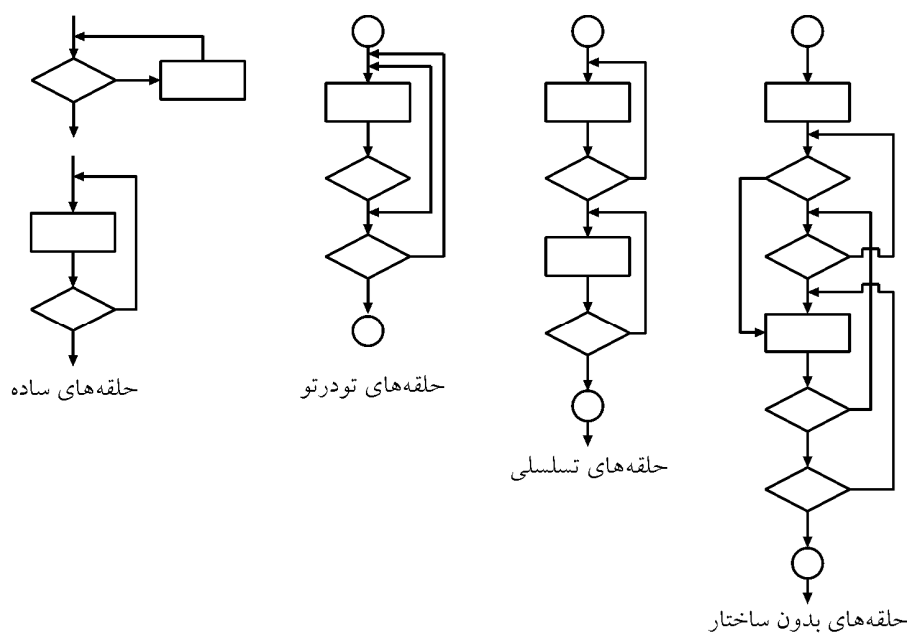 حلقه‌های ساده
حلقه‌های تودرتو
حلقه‌های تسلسلی
حلقه‌های بدون ساختار